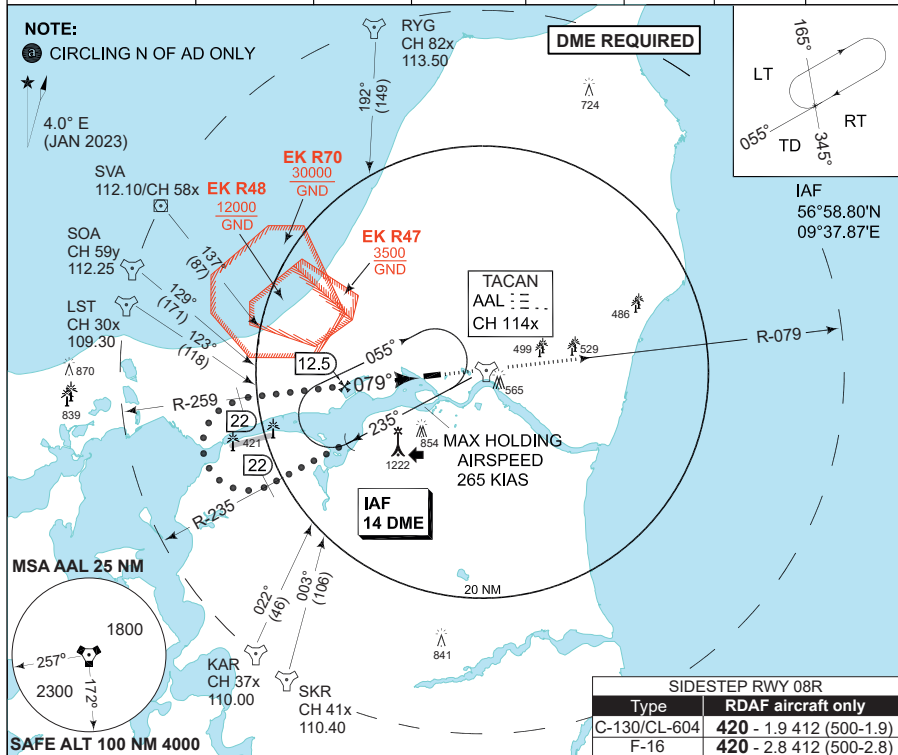 NOTE:
a CIRCLING N OF AD ONLY
4.0° E
(JAN 2023)
RYG
CH 82x
113.50
192°
(149)
DME REQUIRED
724
165°
LT
RT
055°
TD
345°
IAF
56°58.80'N
09°37.87'E
SVA
112.10/CH 58x
EK R48
12000
GND
EK R70
30000
GND
EK R47
3500
GND
SOA
CH 59y
112.25
137°
(87)
129°
(171)
LST
CH 30x
109.30
123°
(118)
TACAN
AAL
CH 114x
486
499
529
R-079
565
870
839
12.5
055°
079°
R-259
22
421
235°
22
R-235
854
1222
MAX HOLDING
AIRSPEED
265 KIAS
IAF
14 DME
20 NM
MSA AAL 25 NM
1800
257°
2300
172°
SAFE ALT 100 NM 4000
022°
(46)
003°
(106)
KAR
CH 37x
110.00
SKR
CH 41x
110.40
841
SIDESTEP RWY 08R
Type RDAF aircraft only
C-130/CL-604 420 - 1.9 412 (500-1.9)
F-16 420 - 2.8 412 (500-2.8)